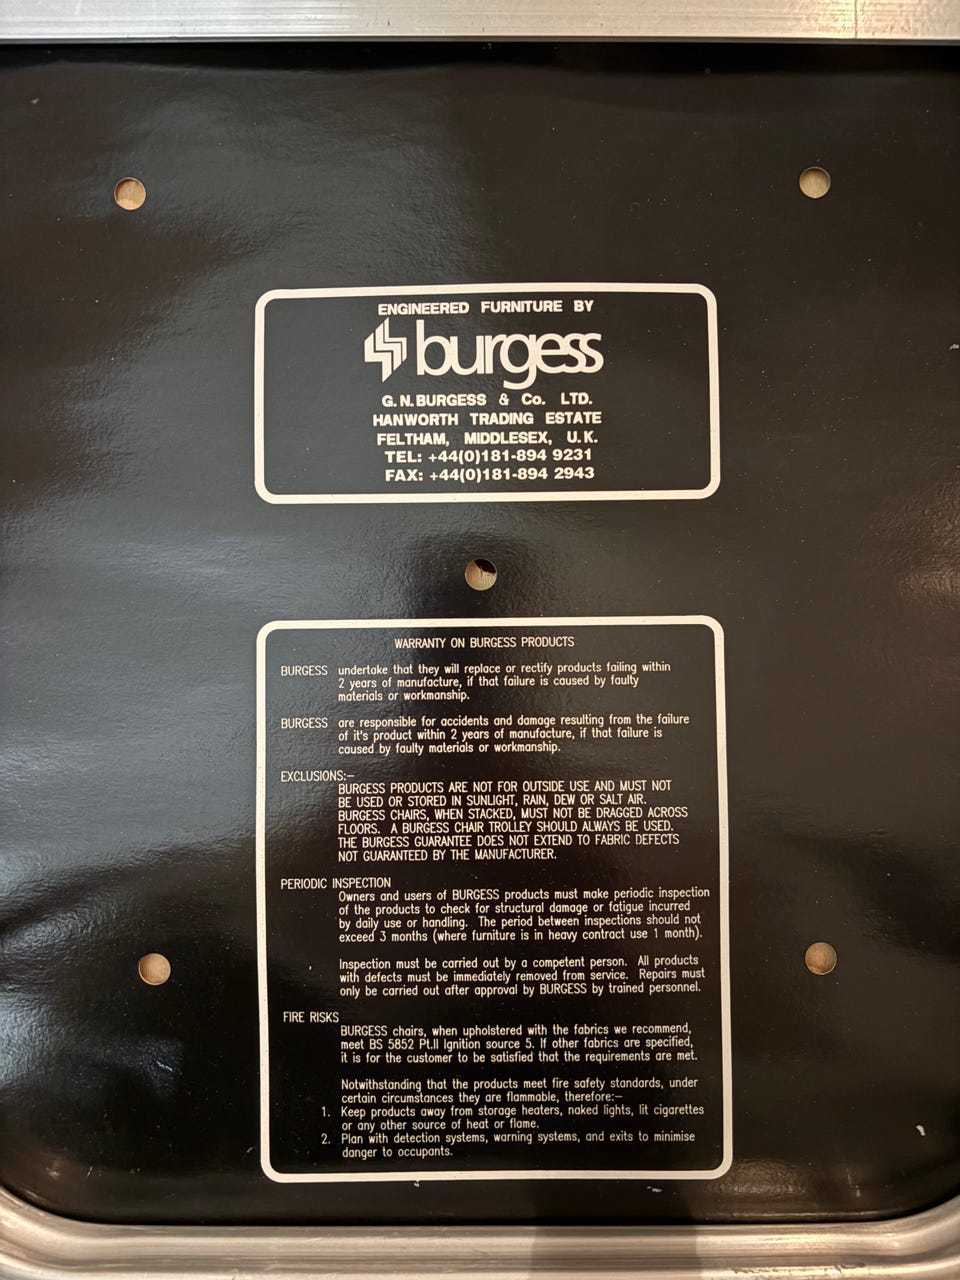 ENGINEERED FURNITURE BY
burgess
G.N.BURGESS & Co. LTD.
HANWORTH TRADING ESTATE
FELTHAM, MIDDLESEX, U.K.
TEL: +44(0)181-894 9231
FAX: +44(0)181-894 2943
WARRANTY ON BURGESS PRODUCTS
BURGESS undertake that they will replace or rectify products failing within
2 years of manufacture, if that failure is caused by faulty
materials or workmanship.
BURGESS are responsible for accidents and damage resulting from the failure
of it's product within 2 years of manufacture, if that failure is
caused by faulty materials or workmanship.
EXCLUSIONS:-
BURGESS PRODUCTS ARE NOT FOR OUTSIDE USE AND MUST NOT
BE USED OR STORED IN SUNLIGHT, RAIN, DEW OR SALT AIR.
BURGESS CHAIRS, WHEN STACKED, MUST NOT BE DRAGGED ACROSS
FLOORS. A BURGESS CHAIR TROLLEY SHOULD ALWAYS BE USED.
THE BURGESS GUARANTEE DOES NOT EXTEND TO FABRIC DEFECTS
NOT GUARANTEED BY THE MANUFACTURER.
PERIODIC INSPECTION
Owners and users of BURGESS products must make periodic inspection
of the products to check for structural damage or fatigue incurred
by daily use or handling. The period between inspections should not
exceed 3 months (where furniture is in heavy contract use 1 month).
Inspection must be carried out by a competent person. All products
with defects must be immediately removed from service. Repairs must
only be carried out after approval by BURGESS by trained personnel.
FIRE RISKS
BURGESS chairs, when upholstered with the fabrics we recommend,
meet BS 5852 Pt.II Ignition source 5. If other fabrics are specified,
it is for the customer to be satisfied that the requirements are met.
Notwithstanding that the products meet fire safety standards, under
certain circumstances they are flammable, therefore:-
1. Keep products away from storage heaters, naked lights, lit cigarettes
or any other source of heat or flame.
2. Plan with detection systems, warning systems, and exits to minimise
danger to occupants.